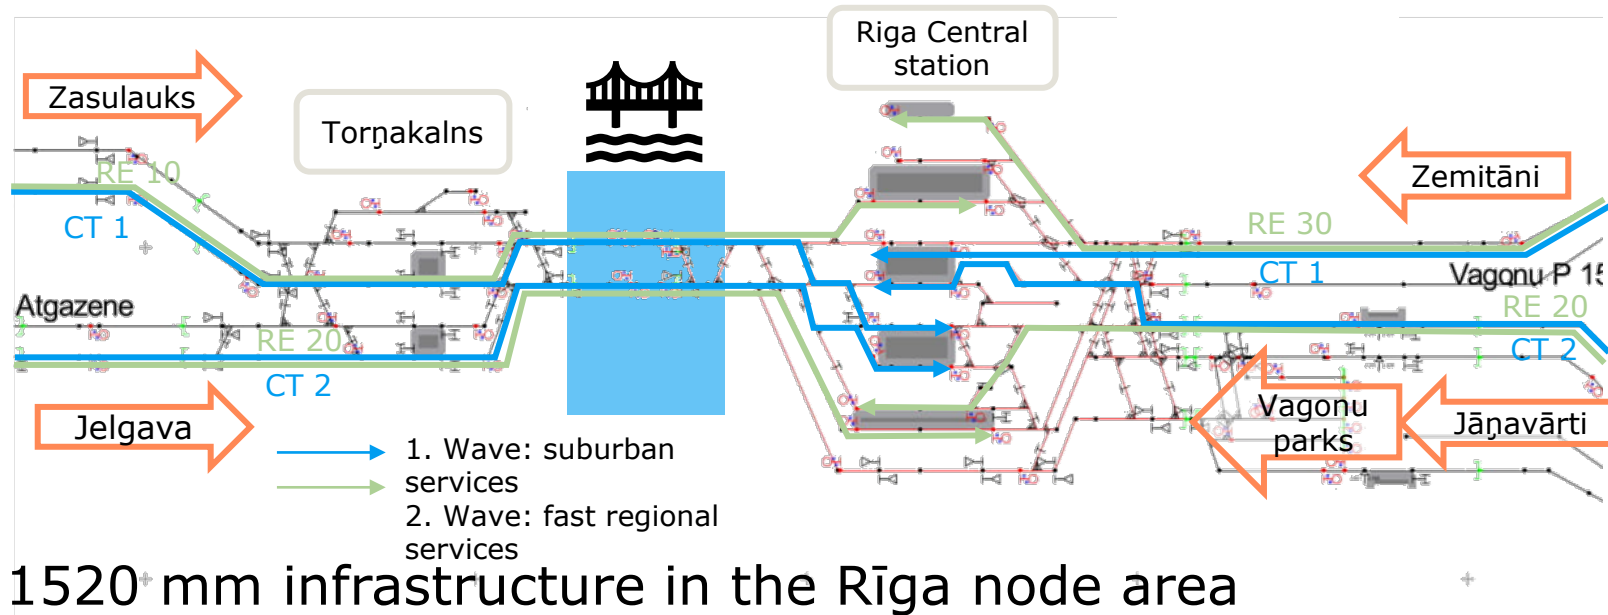 Riga Central
station
Zasulauks
Torņakalns
Zemitāni
RE 10
CT 1
RE 30
CT 1
Vagonu P 15
Atgazene
RE 20
RE 20
CT 2
CT 2
Vagonu
parks
Jāņavārti
Jelgava
1. Wave: suburban
services
2. Wave: fast regional
services
1520 mm infrastructure in the Rīga node area